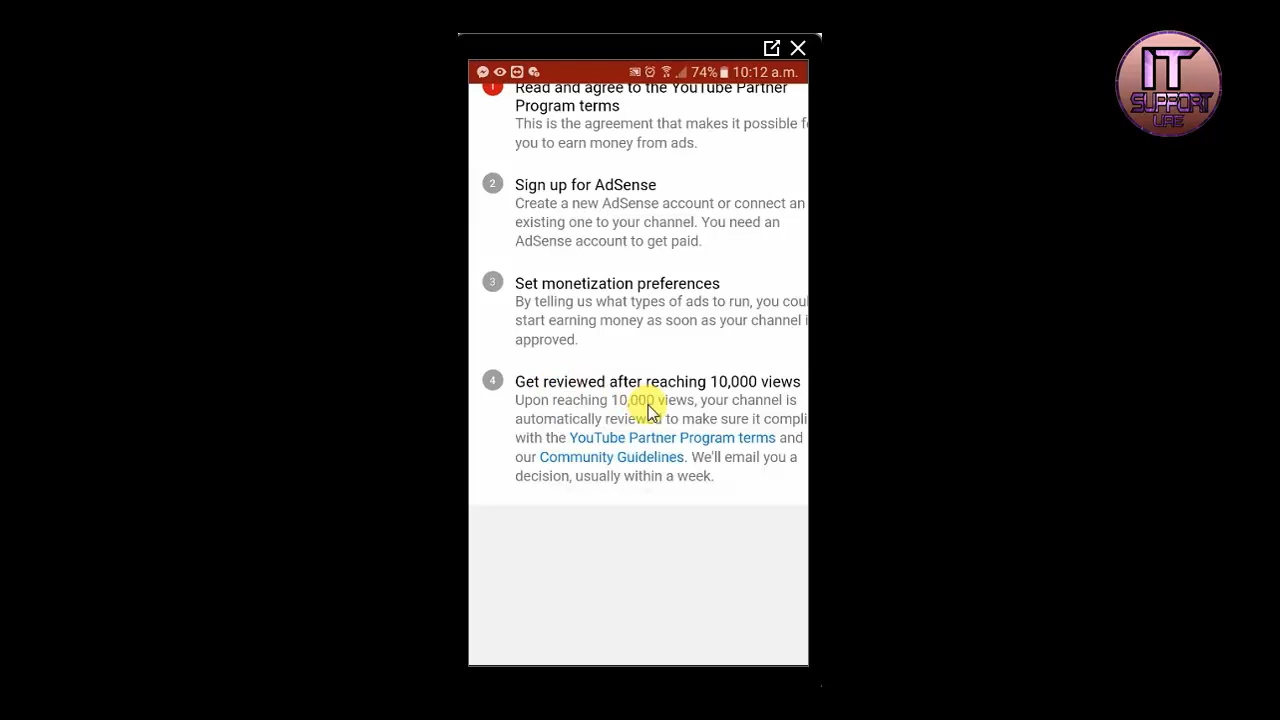 74% 10:12 a.m.
IT
SUPPORT
UAE
1 Read and agree to the YouTube Partner
Program terms
This is the agreement that makes it possible
you to earn money from ads.
2 Sign up for AdSense
Create a new AdSense account or connect an
existing one to your channel. You need an
AdSense account to get paid.
3 Set monetization preferences
By telling us what types of ads to run, you coul
start earning money as soon as your channel i
approved.
4 Get reviewed after reaching 10,000 views
Upon reaching 10,000 views, your channel is
automatically reviewed to make sure it compli
with the YouTube Partner Program terms and
our Community Guidelines. We'll email you a
decision, usually within a week.